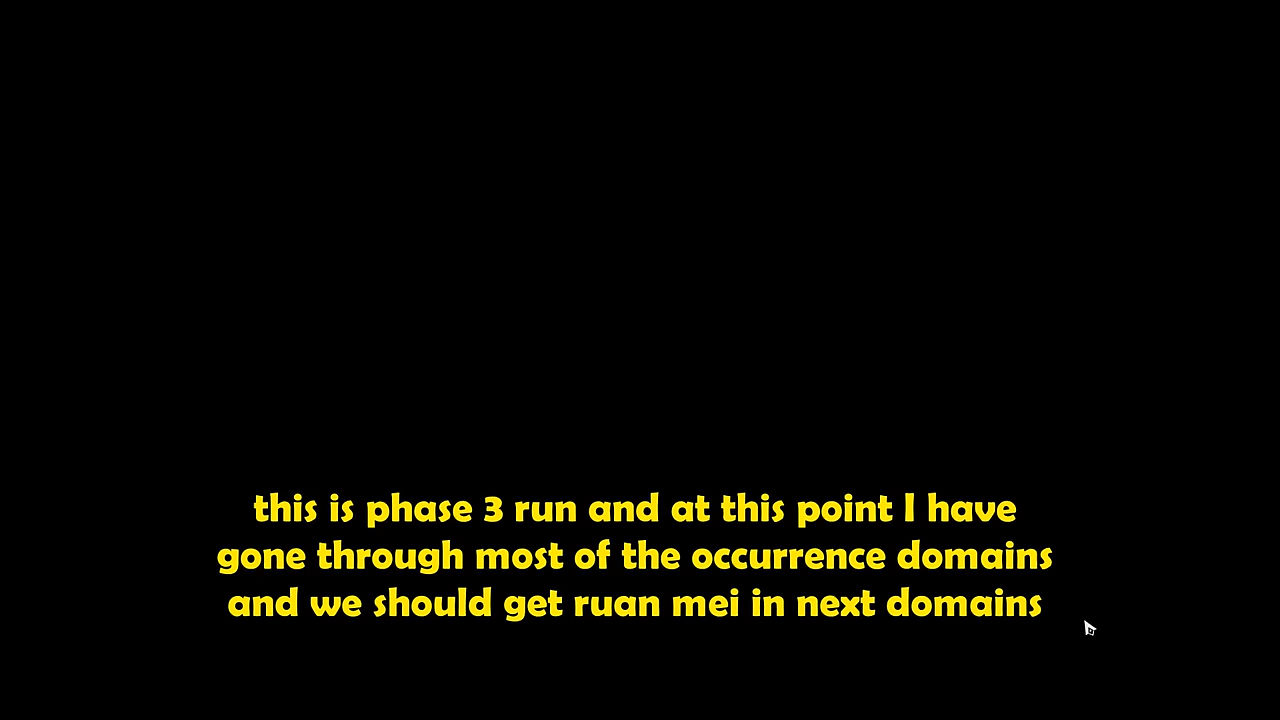 this is phase 3 run and at this point I have
gone through most of the occurrence domains
and we should get ruan mei in next domains